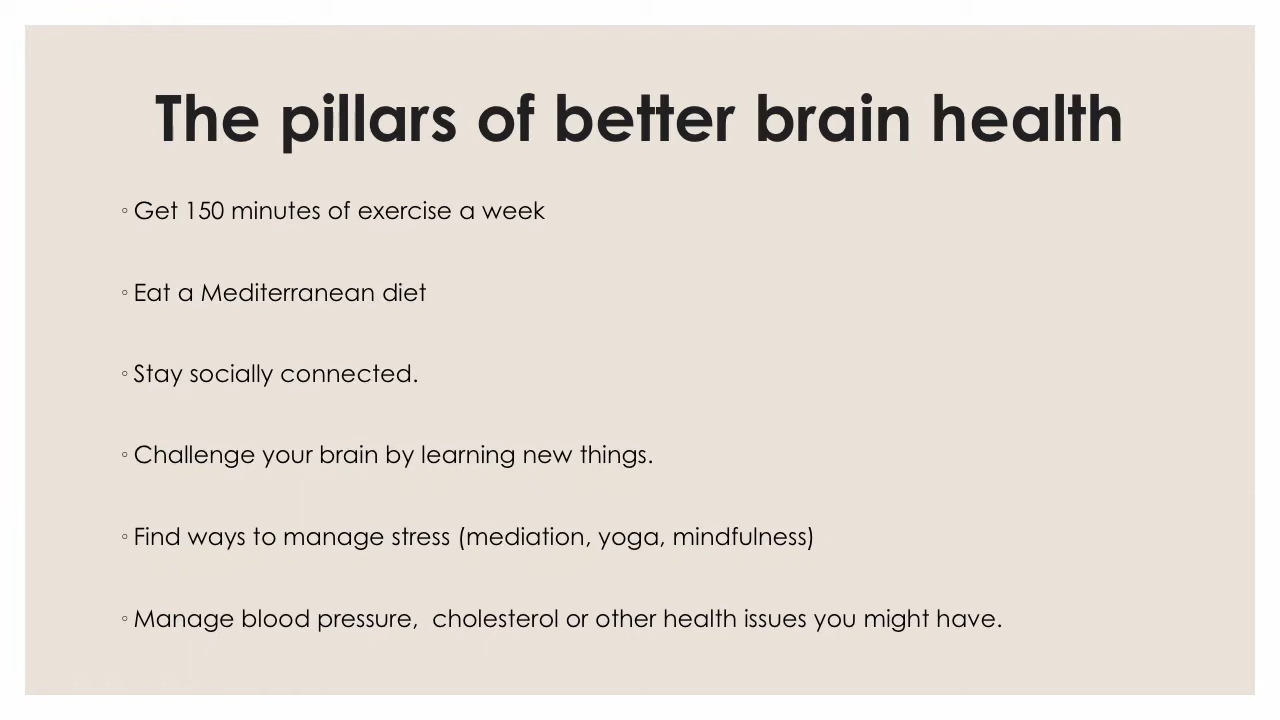 The pillars of better brain health
◦ Get 150 minutes of exercise a week
◦ Eat a Mediterranean diet
◦ Stay socially connected.
◦ Challenge your brain by learning new things.
◦ Find ways to manage stress (mediation, yoga, mindfulness)
◦ Manage blood pressure,  cholesterol or other health issues you might have.